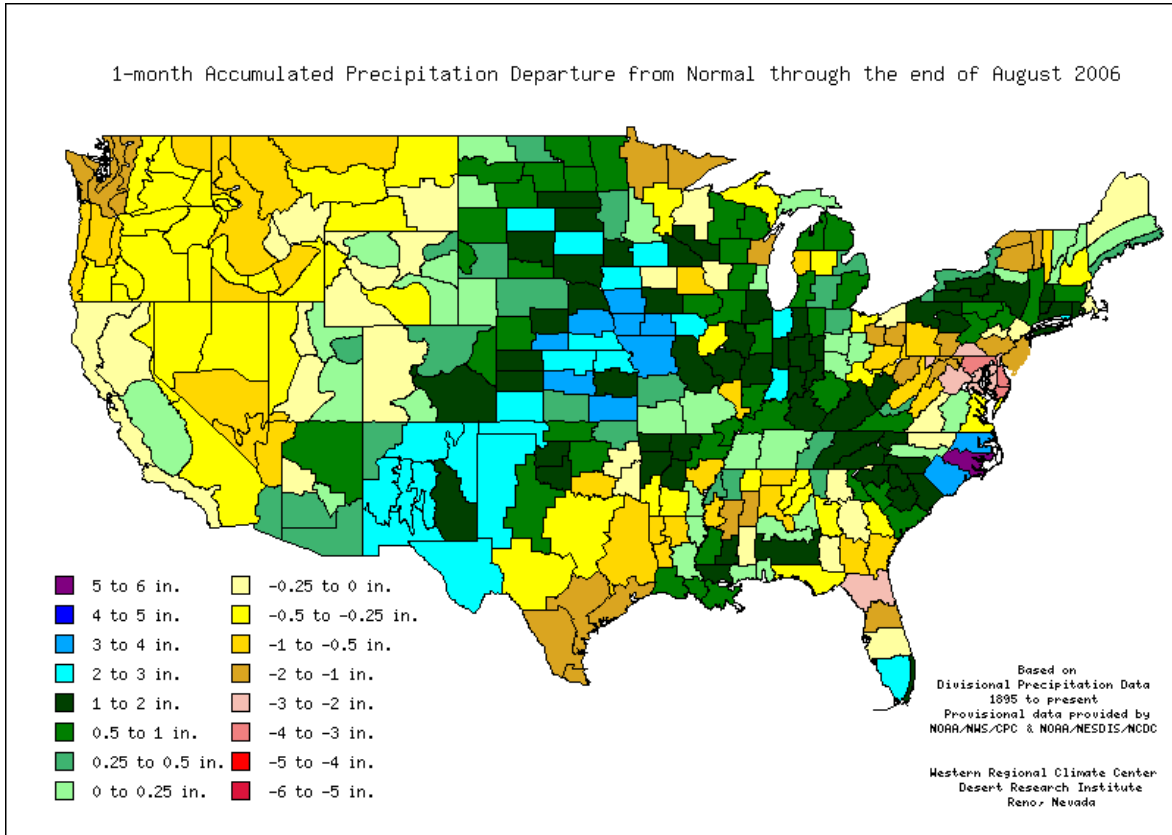 1-month Accumulated Precipitation Departure from Normal through the end of August 2006
5 to 6 in.
4 to 5 in.
3 to 4 in.
2 to 3 in.
1 to 2 in.
0.5 to 1 in.
0.25 to 0.5 in.
0 to 0.25 in.
-0.25 to 0 in.
-0.5 to -0.25 in.
-1 to -0.5 in.
-2 to -1 in.
-3 to -2 in.
-4 to -3 in.
-5 to -4 in.
-6 to -5 in.
Based on
Divisional Precipitation Data
1895 to present
Provisional data provided by
NOAA/NWS/CPC & NOAA/NESDIS/NCDC
Western Regional Climate Center
Desert Research Institute
Reno, Nevada